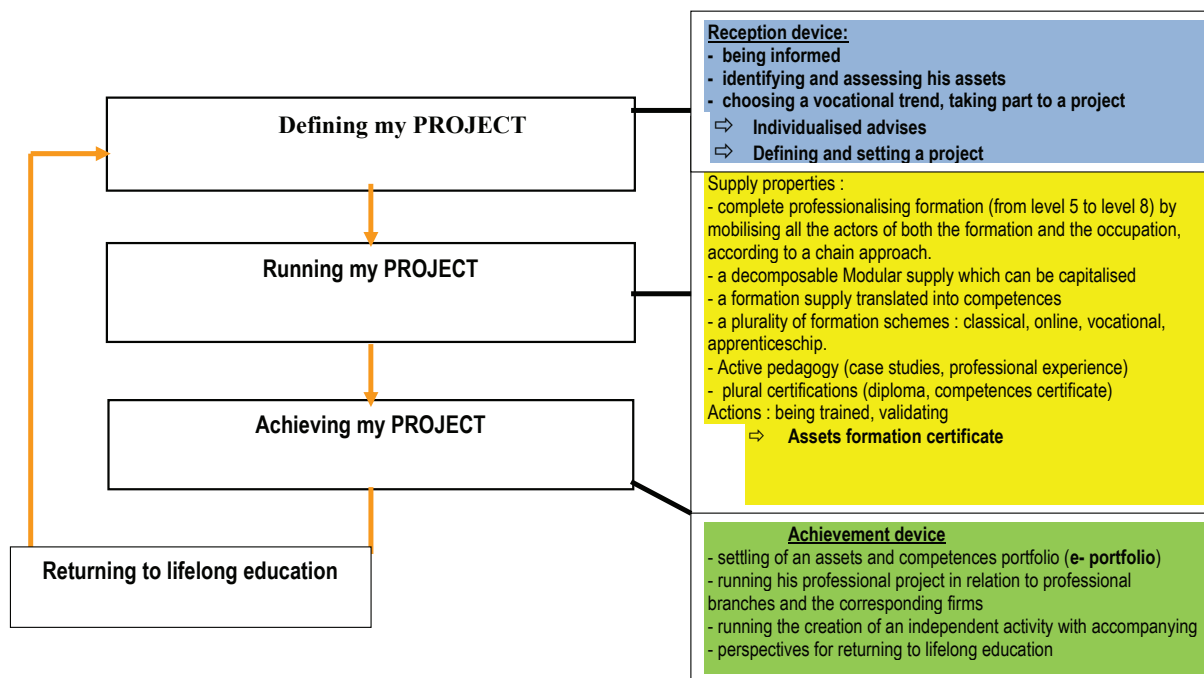 Defining my PROJECT
Running my PROJECT
Achieving my PROJECT
Returning to lifelong education
Reception device:
- being informed
- identifying and assessing his assets
- choosing a vocational trend, taking part to a project
⇨ Individualised advises
⇨ Defining and setting a project
Supply properties :
- complete professionalising formation (from level 5 to level 8) by
mobilising all the actors of both the formation and the occupation,
according to a chain approach.
- a decomposable Modular supply which can be capitalised
- a formation supply translated into competences
- a plurality of formation schemes : classical, online, vocational,
apprenticeschip.
- Active pedagogy (case studies, professional experience)
- plural certifications (diploma, competences certificate)
Actions : being trained, validating
⇨ Assets formation certificate
Achievement device
- settling of an assets and competences portfolio (e- portfolio)
- running his professional project in relation to professional
branches and the corresponding firms
- running the creation of an independent activity with accompanying
- perspectives for returning to lifelong education